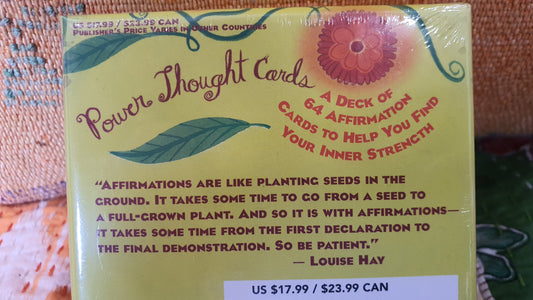 US $17.99 / $23.99 CAN
PUBLISHER'S PRICE VARIES IN OTHER COUNTRIES
Power Thought Cards
A DECK OF
64 AFFIRMATION
CARDS TO HELP YOU FIND
YOUR INNER STRENGTH
"AFFIRMATIONS ARE LIKE PLANTING SEEDS IN THE
GROUND. IT TAKES SOME TIME TO GO FROM A SEED TO
A FULL-GROWN PLANT. AND SO IT IS WITH AFFIRMATIONS—
IT TAKES SOME TIME FROM THE FIRST DECLARATION TO
THE FINAL DEMONSTRATION. SO BE PATIENT."
— LOUISE HAY
US $17.99 / $23.99 CAN